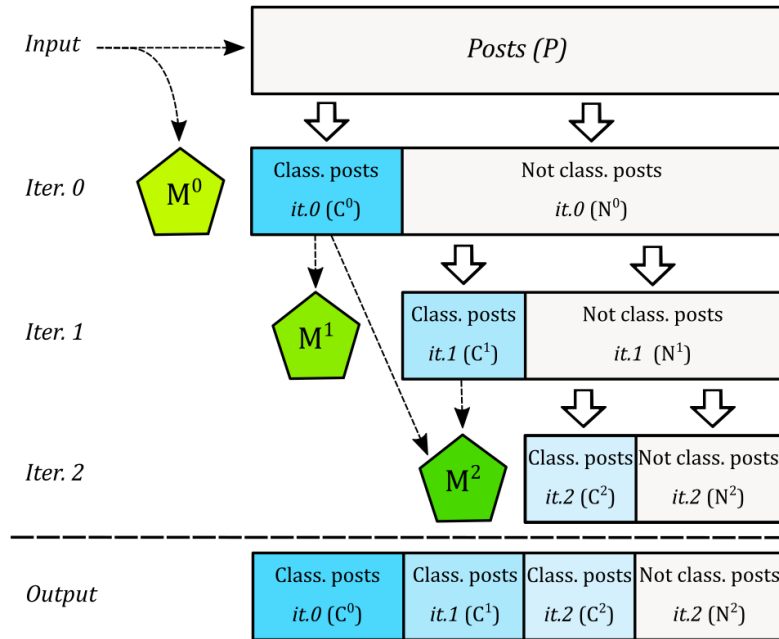 Input
Posts (P)
Iter. 0
M⁰
Class. posts
it.0 (C⁰)
Not class. posts
it.0 (N⁰)
Iter. 1
M¹
Class. posts
it.1 (C¹)
Not class. posts
it.1 (N¹)
Iter. 2
M²
Class. posts
it.2 (C²)
Not class. posts
it.2 (N²)
Output
Class. posts
it.0 (C⁰)
Class. posts
it.1 (C¹)
Class. posts
it.2 (C²)
Not class. posts
it.2 (N²)